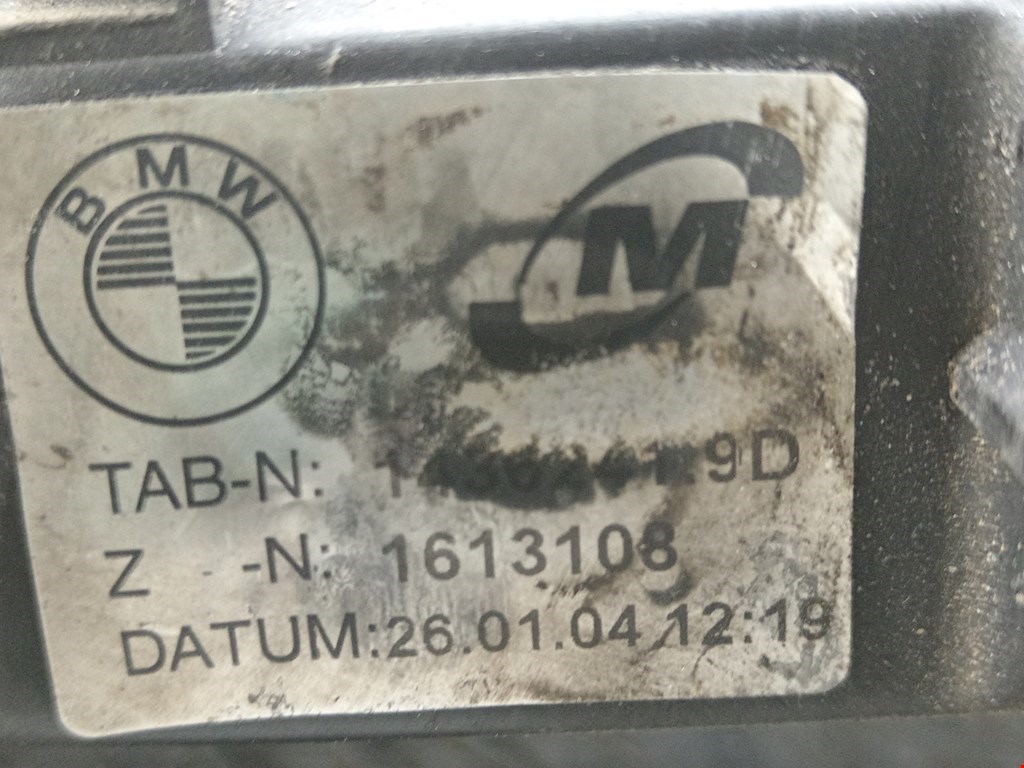 BMW
M
TAB-N:
Z -N: 1613108
DATUM:26.01.04 12:19